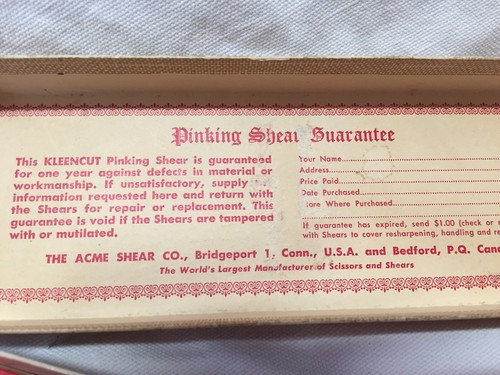 Pinking Shear Guarantee
This KLEENCUT Pinking Shear is guaranteed
for one year against defects in material or
workmanship. If unsatisfactory, supply
information requested here and return with
the Shears for repair or replacement. This
guarantee is void if the Shears are tampered
with or mutilated.
Your Name
Address
Price Paid
Date Purchased
Store Where Purchased
If guarantee has expired, send $1.00 (check or
with Shears to cover resharpening, handling and
THE ACME SHEAR CO., Bridgeport 1, Conn., U.S.A. and Bedford, P.Q.
The World's Largest Manufacturer of Scissors and Shears